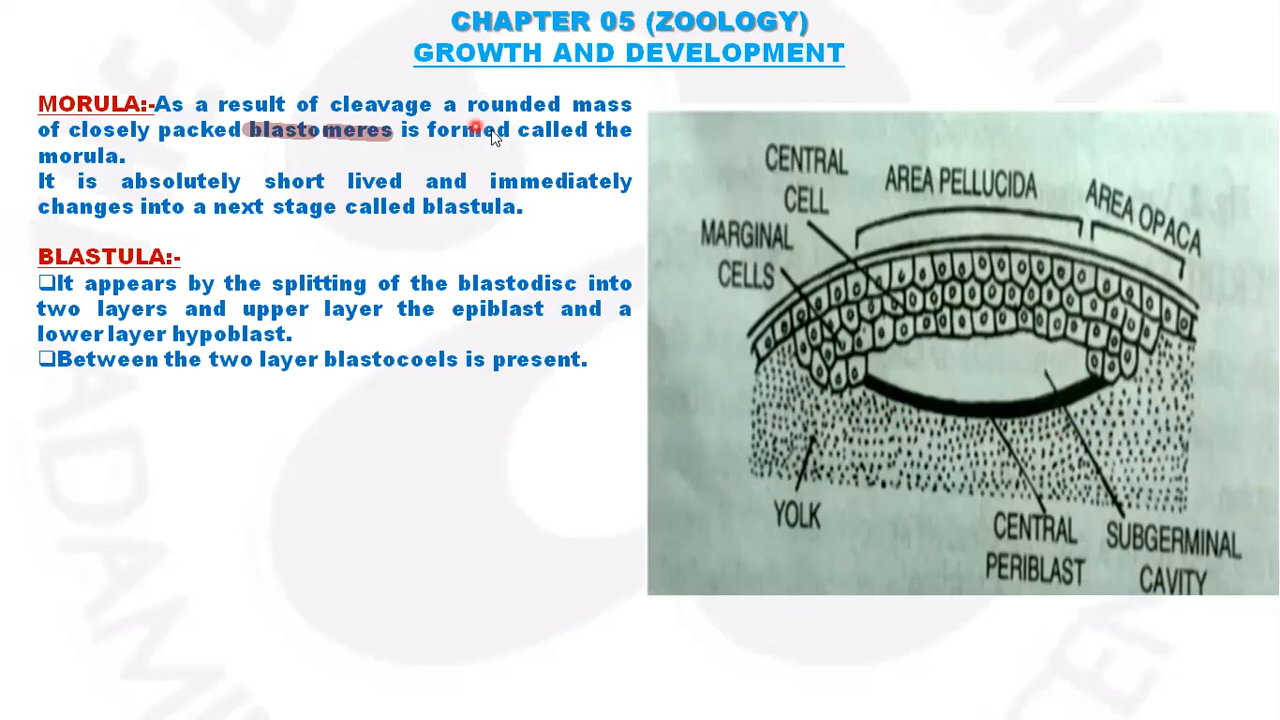 CHAPTER 05 (ZOOLOGY)
GROWTH AND DEVELOPMENT
MORULA:-As a result of cleavage a rounded mass
of closely packed blastomeres is formed called the
morula.
It is absolutely short lived and immediately
changes into a next stage called blastula.
BLASTULA:-
❑It appears by the splitting of the blastodisc into
two layers and upper layer the epiblast and a
lower layer hypoblast.
❑Between the two layer blastocoels is present.
CENTRAL
CELL
AREA PELLUCIDA
AREA OPACA
MARGINAL
CELLS
YOLK
CENTRAL
PERIBLAST
SUBGERMINAL
CAVITY